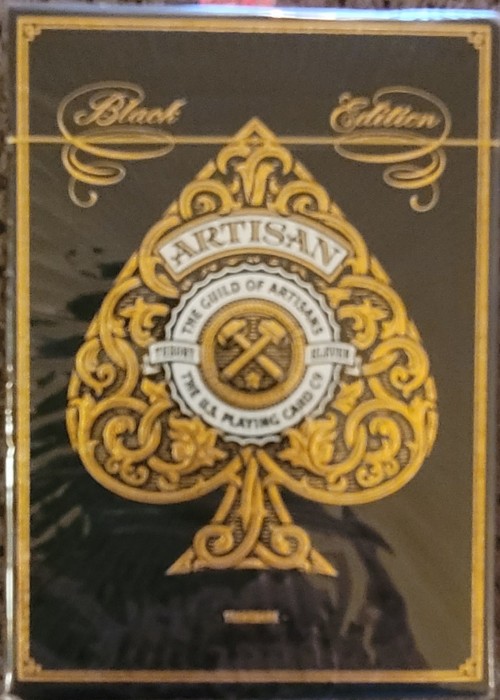 Black Edition
ARTISAN
THE GUILD OF ARTISANS
THEORY ELEVEN
THE U.S. PLAYING CARD CO